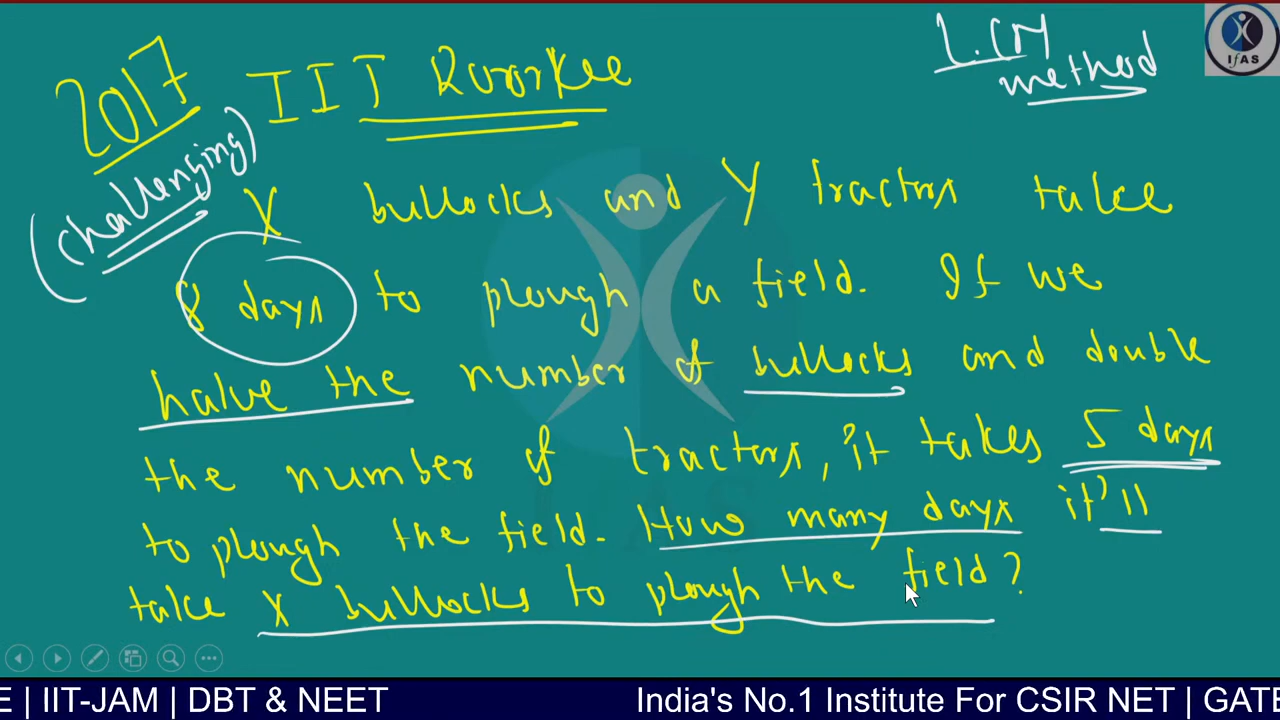 2017 IIT Roorkee
L.CM method
(challenging)
IfAS
X bullocks and Y tractors take
8 days to plough a field. If we
halve the number of bullocks and double
the number of tractors, it takes 5 days
to plough the field. How many days it'll
take X bullocks to plough the field?
IFAS
E | IIT-JAM | DBT & NEET India's No.1 Institute For CSIR NET | GATE